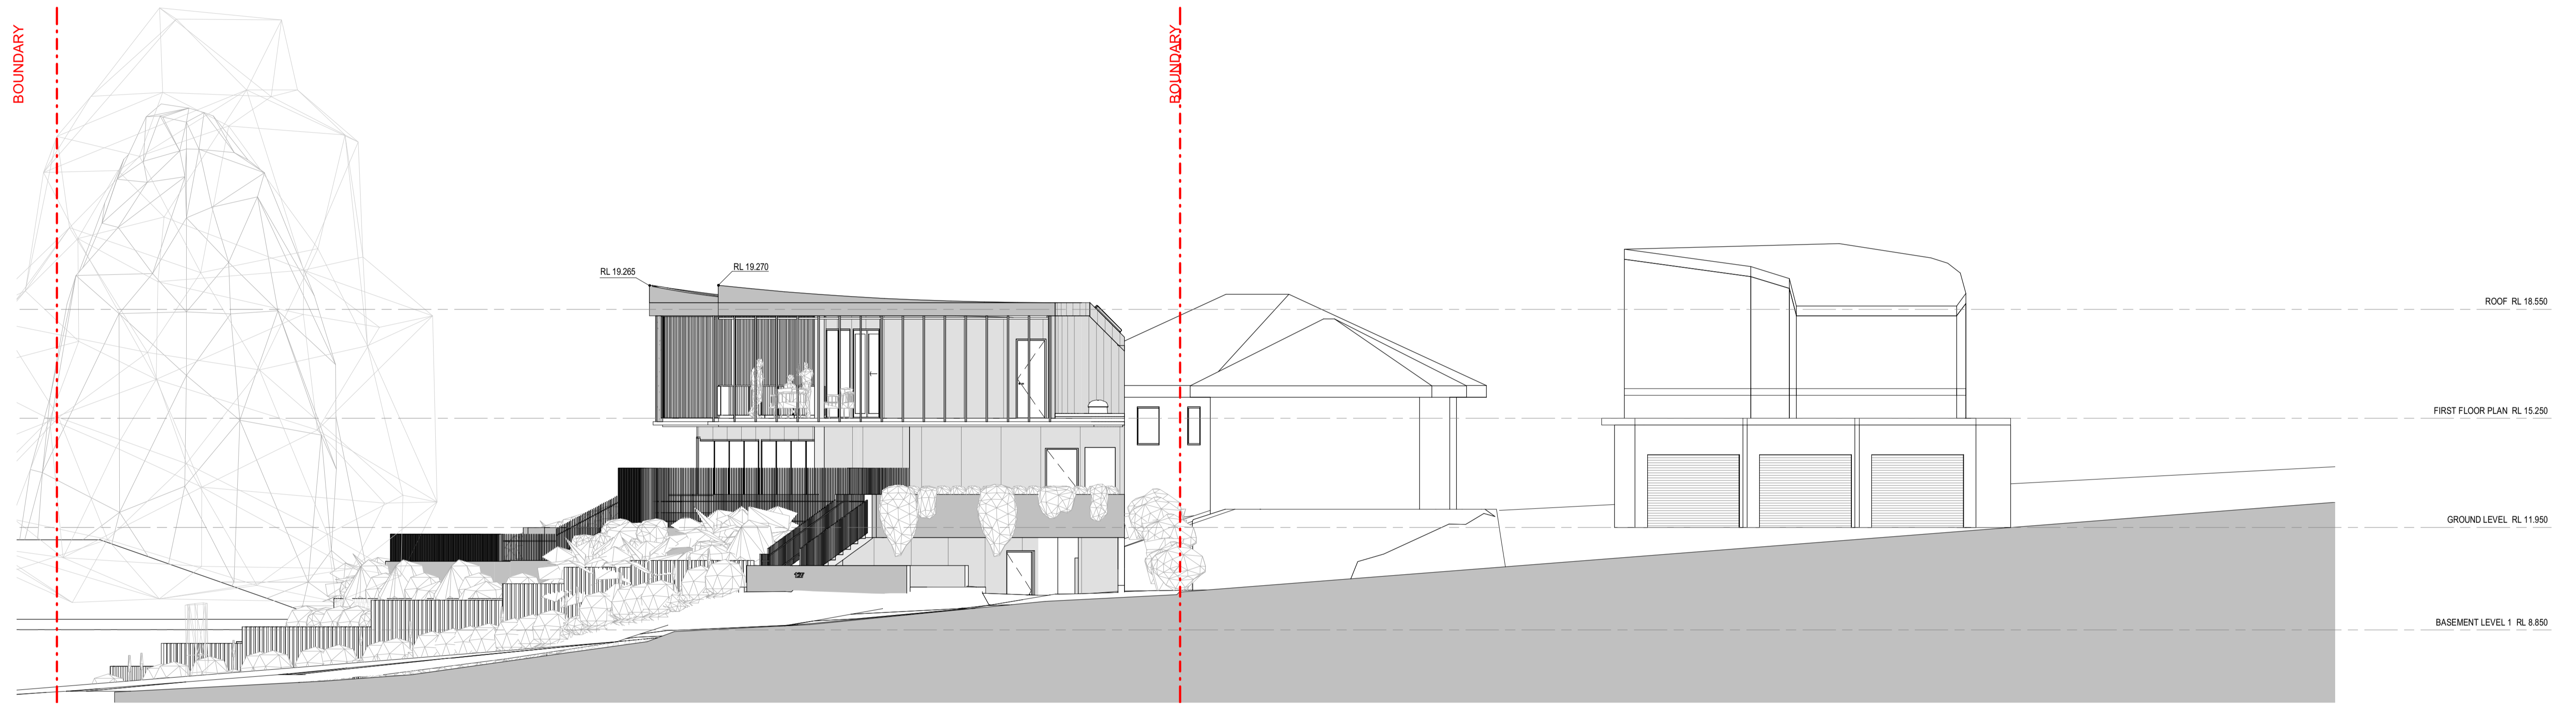 BOUNDARY
BOUNDARY
RL 19.265
RL 19.270
ROOF RL 18.550
FIRST FLOOR PLAN RL 15.250
GROUND LEVEL RL 11.950
127
BASEMENT LEVEL 1 RL 8.850